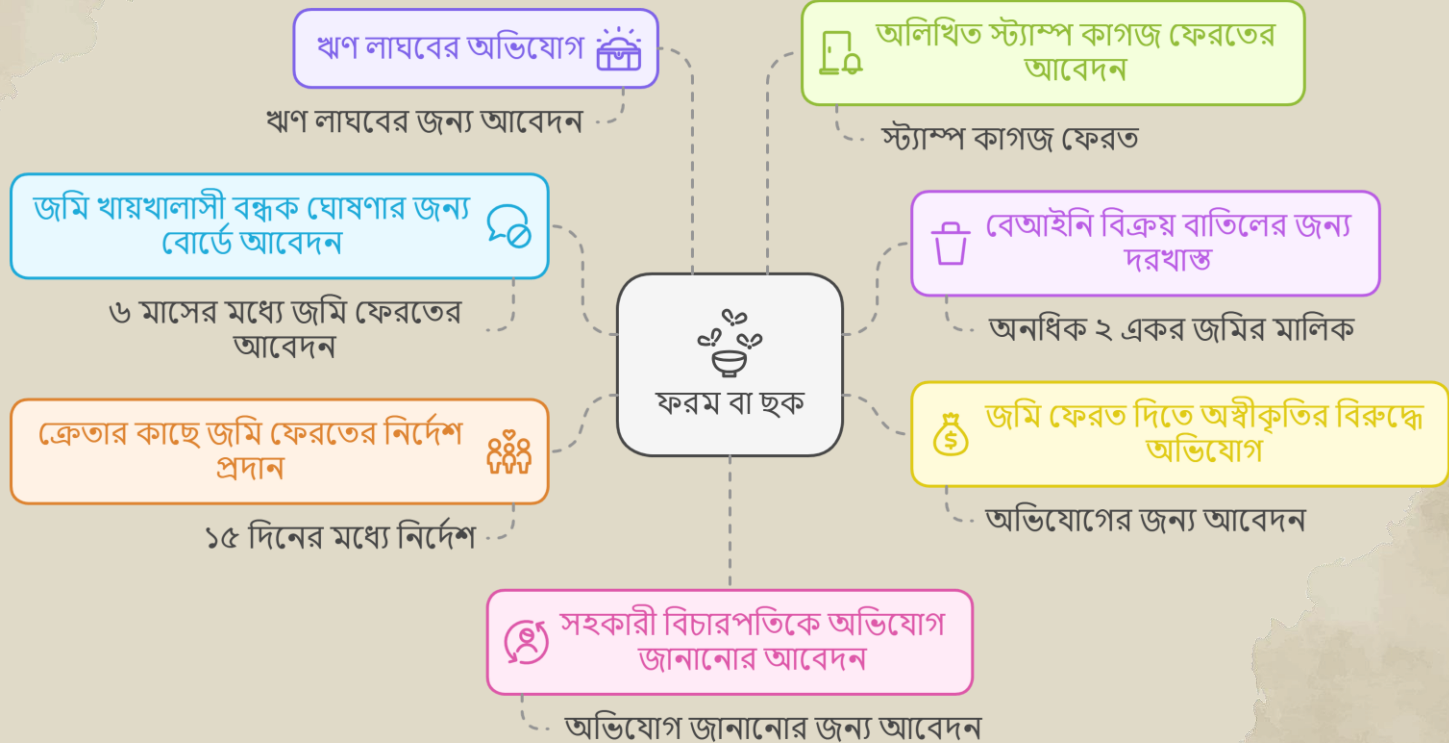 ঋণ লাঘবের অভিযোগ
ঋণ লাঘবের জন্য আবেদন
অলিখিত স্ট্যাম্প কাগজ ফেরতের
আবেদন
স্ট্যাম্প কাগজ ফেরত
জমি খায়খালাসী বন্ধক ঘোষণার জন্য
বোর্ডে আবেদন
৬ মাসের মধ্যে জমি ফেরতের
আবেদন
বেআইনি বিক্রয় বাতিলের জন্য
দরখাস্ত
অনধিক ২ একর জমির মালিক
ফরম বা ছক
ক্রেতার কাছে জমি ফেরতের নির্দেশ
প্রদান
১৫ দিনের মধ্যে নির্দেশ
জমি ফেরত দিতে অস্বীকৃতির বিরুদ্ধে
অভিযোগ
অভিযোগের জন্য আবেদন
সহকারী বিচারপতিকে অভিযোগ
জানানোর আবেদন
অভিযোগ জানানোর জন্য আবেদন